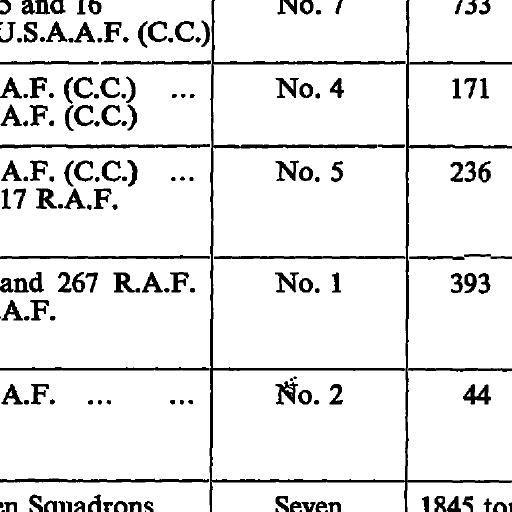 5 and 16 No. 7 733
U.S.A.A.F. (C.C.)
A.F. (C.C.) ... No. 4 171
A.F. (C.C.)
A.F. (C.C.) ... No. 5 236
17 R.A.F.
and 267 R.A.F. No. 1 393
A.F.
A.F. ... ... No. 2 44
en Squadrons Seven 1845 to